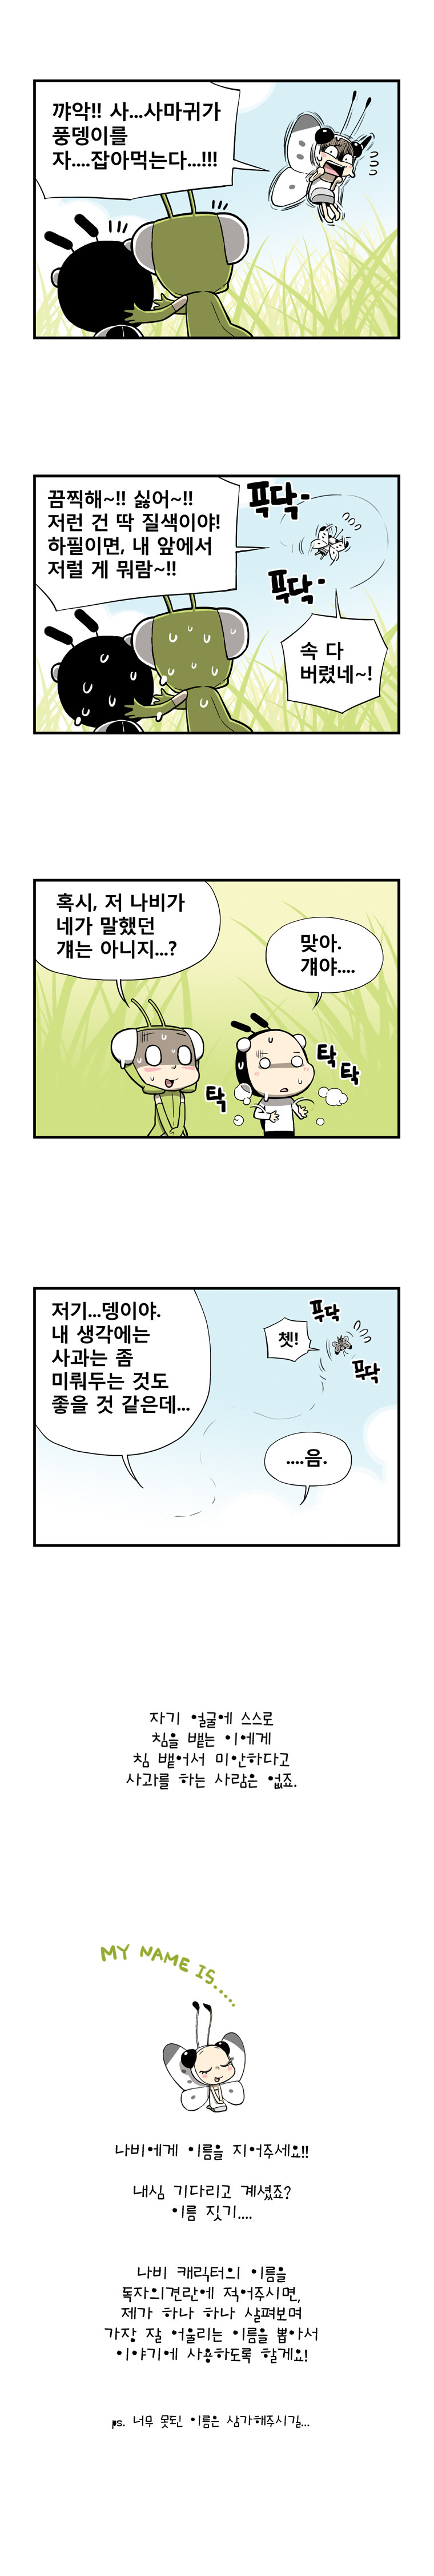 꺄악!! 사...사마귀가
풍뎅이를
자....잡아먹는다...!!!
끔찍해~!! 싫어~!!
저런 건 딱 질색이야!
하필이면, 내 앞에서
저럴 게 뭐람~!!
푸닥-
푸닥-
속 다
버렸네~!
혹시, 저 나비가
네가 말했던
걔는 아니지...?
맞아.
걔야....
탁
탁
탁
저기...뎅이야.
내 생각에는
사과는 좀
미뤄두는 것도
좋을 것 같은데...
쳇!
푸닥
푸닥
....음.
자기 얼굴에 스스로
침을 뱉는 이에게
침 뱉어서 미안하다고
사과를 하는 사람은 없죠.
MY NAME IS.....
나비에게 이름을 지어주세요!!
내심 기다리고 계셨죠?
이름 짓기....
나비 캐릭터의 이름을
독자의견란에 적어주시면,
제가 하나 하나 살펴보며
가장 잘 어울리는 이름을 뽑아서
이야기에 사용하도록 할게요!
ps. 너무 못된 이름은 삼가해주시길...